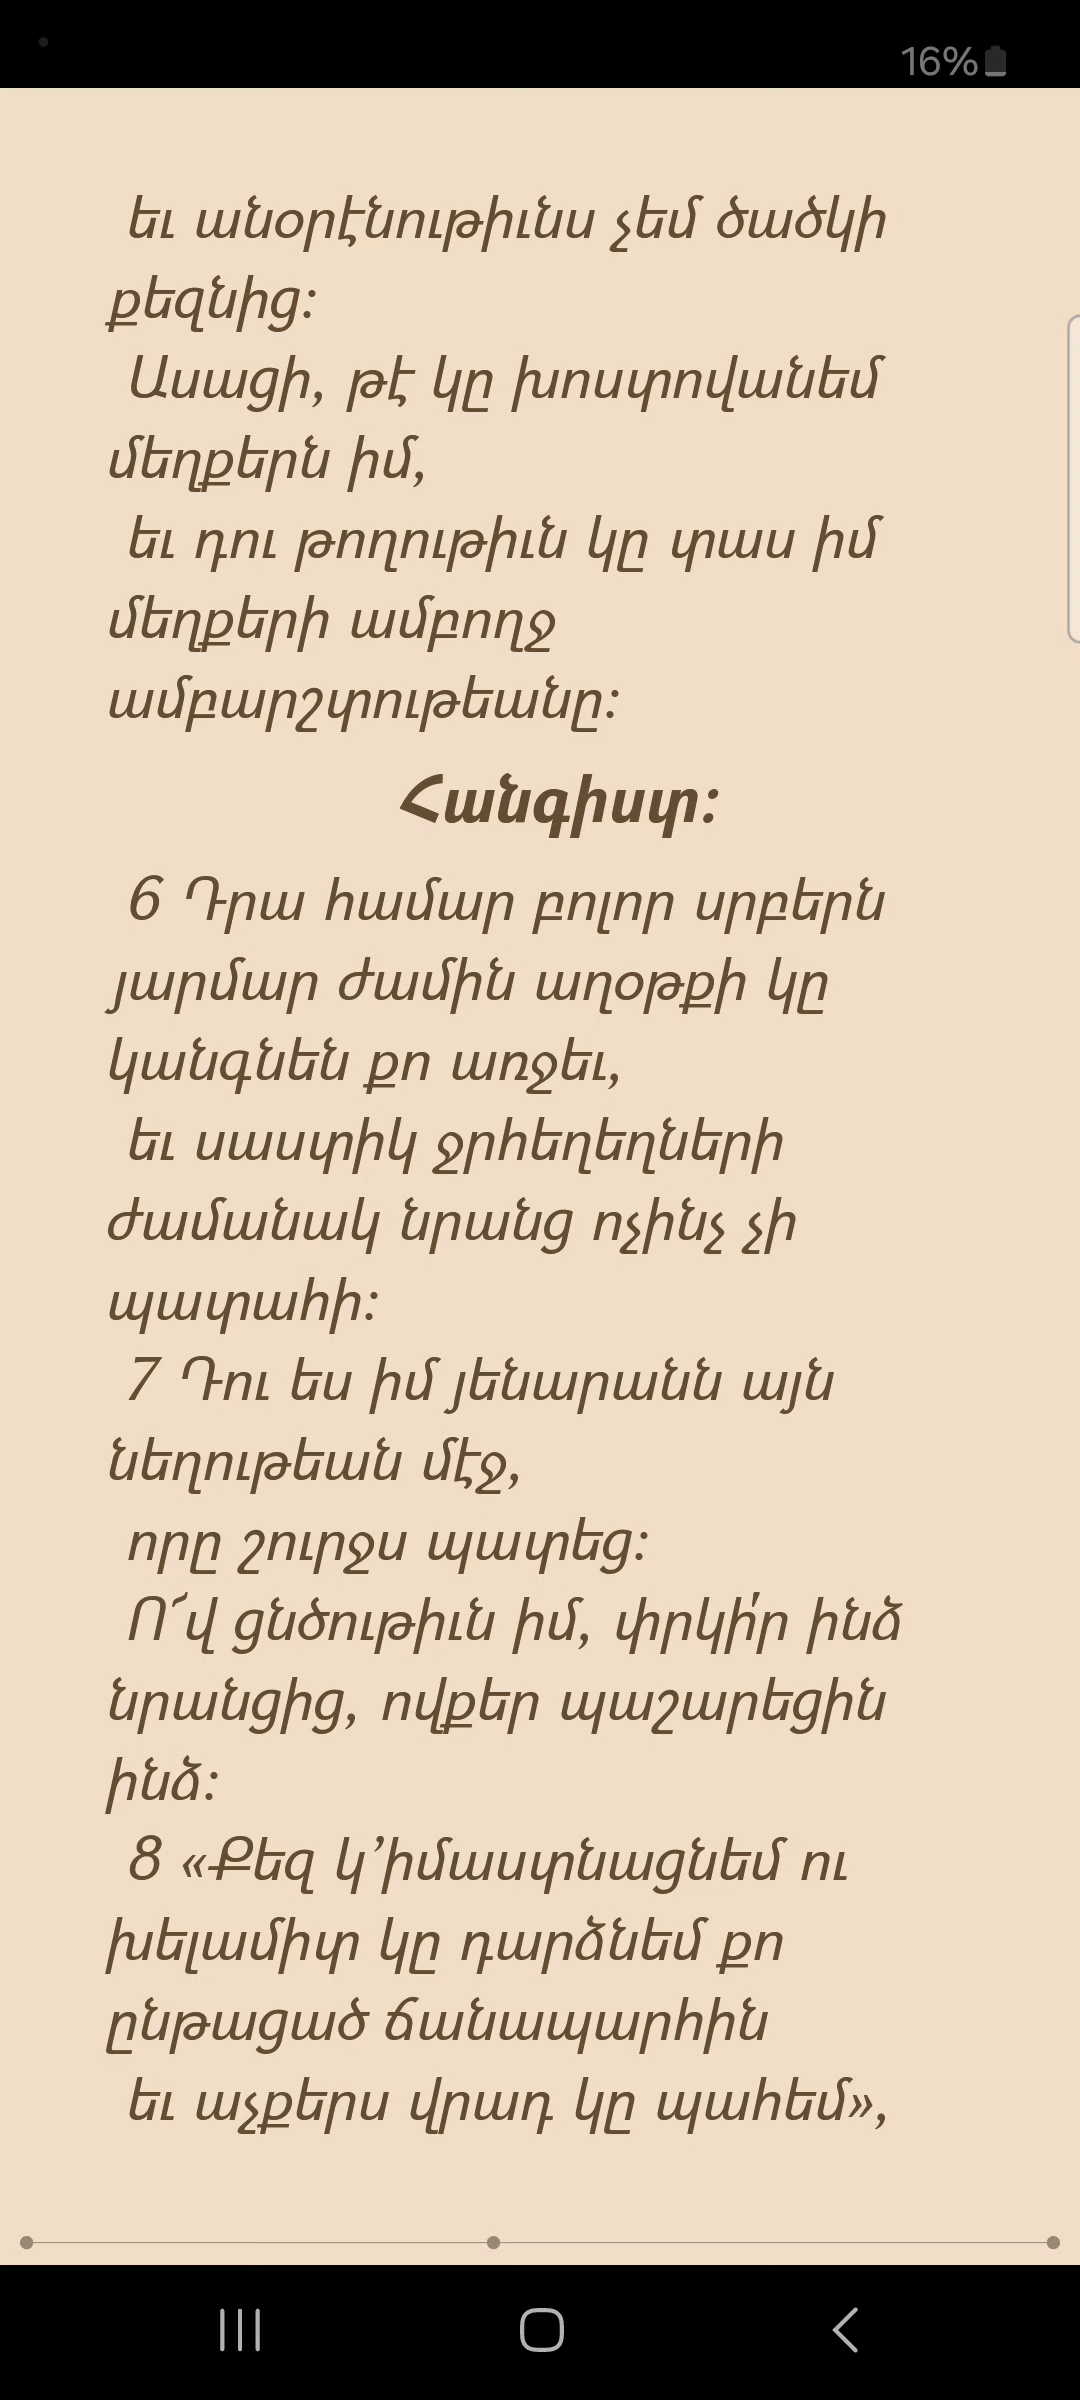 16%
եւ անօրէնութիւնս չեմ ծածկի
քեզնից:
Ասացի, թէ կը խոստովանեմ
մեղքերն իմ,
եւ դու թողութիւն կը տաս իմ
մեղքերի ամբողջ
ամբարշտութեանը:
Հանգիստ:
6 Դրա համար բոլոր սրբերն
յարմար ժամին աղօթքի կը
կանգնեն քո առջեւ,
եւ սաստիկ ջրհեղեղների
ժամանակ նրանց ոչինչ չի
պատահի:
7 Դու ես իմ յենարանն այն
նեղութեան մէջ,
որը շուրջս պատեց:
Ո՜վ ցնծութիւն իմ, փրկի՛ր ինձ
նրանցից, ովքեր պաշարեցին
ինձ:
8 «Քեզ կ՚իմաստնացնեմ ու
խելամիտ կը դարձնեմ քո
ընթացած ճանապարհին
եւ աչքերս վրադ կը պահեմ»,